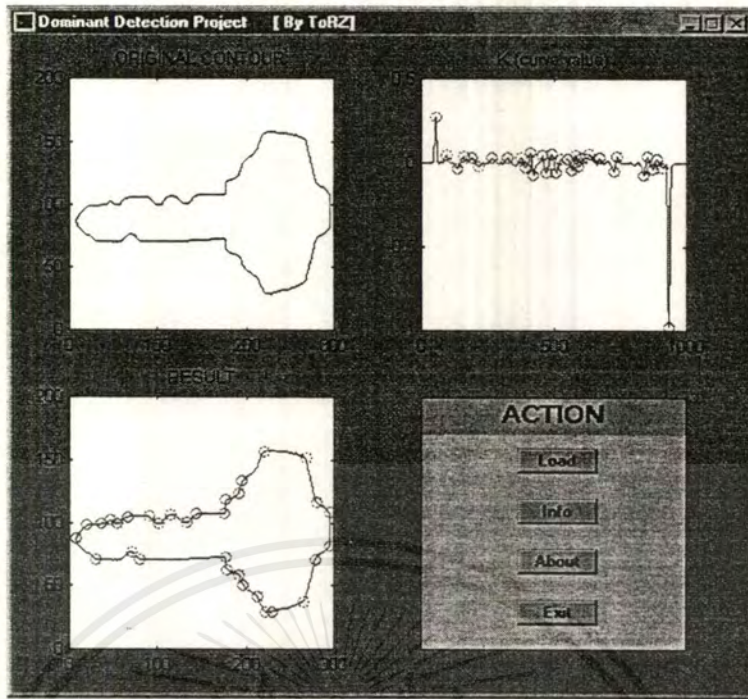 Dominant Detection Project [ By ToRZ]
ORIGINAL CONTOUR
200
150
100
50
0
0 100 200 300
K (curve value)
0.5
0
-0.5
0 500 1000
RESULT
200
150
100
50
0
0 100 200 300
ACTION
Load
Info
About
Exit